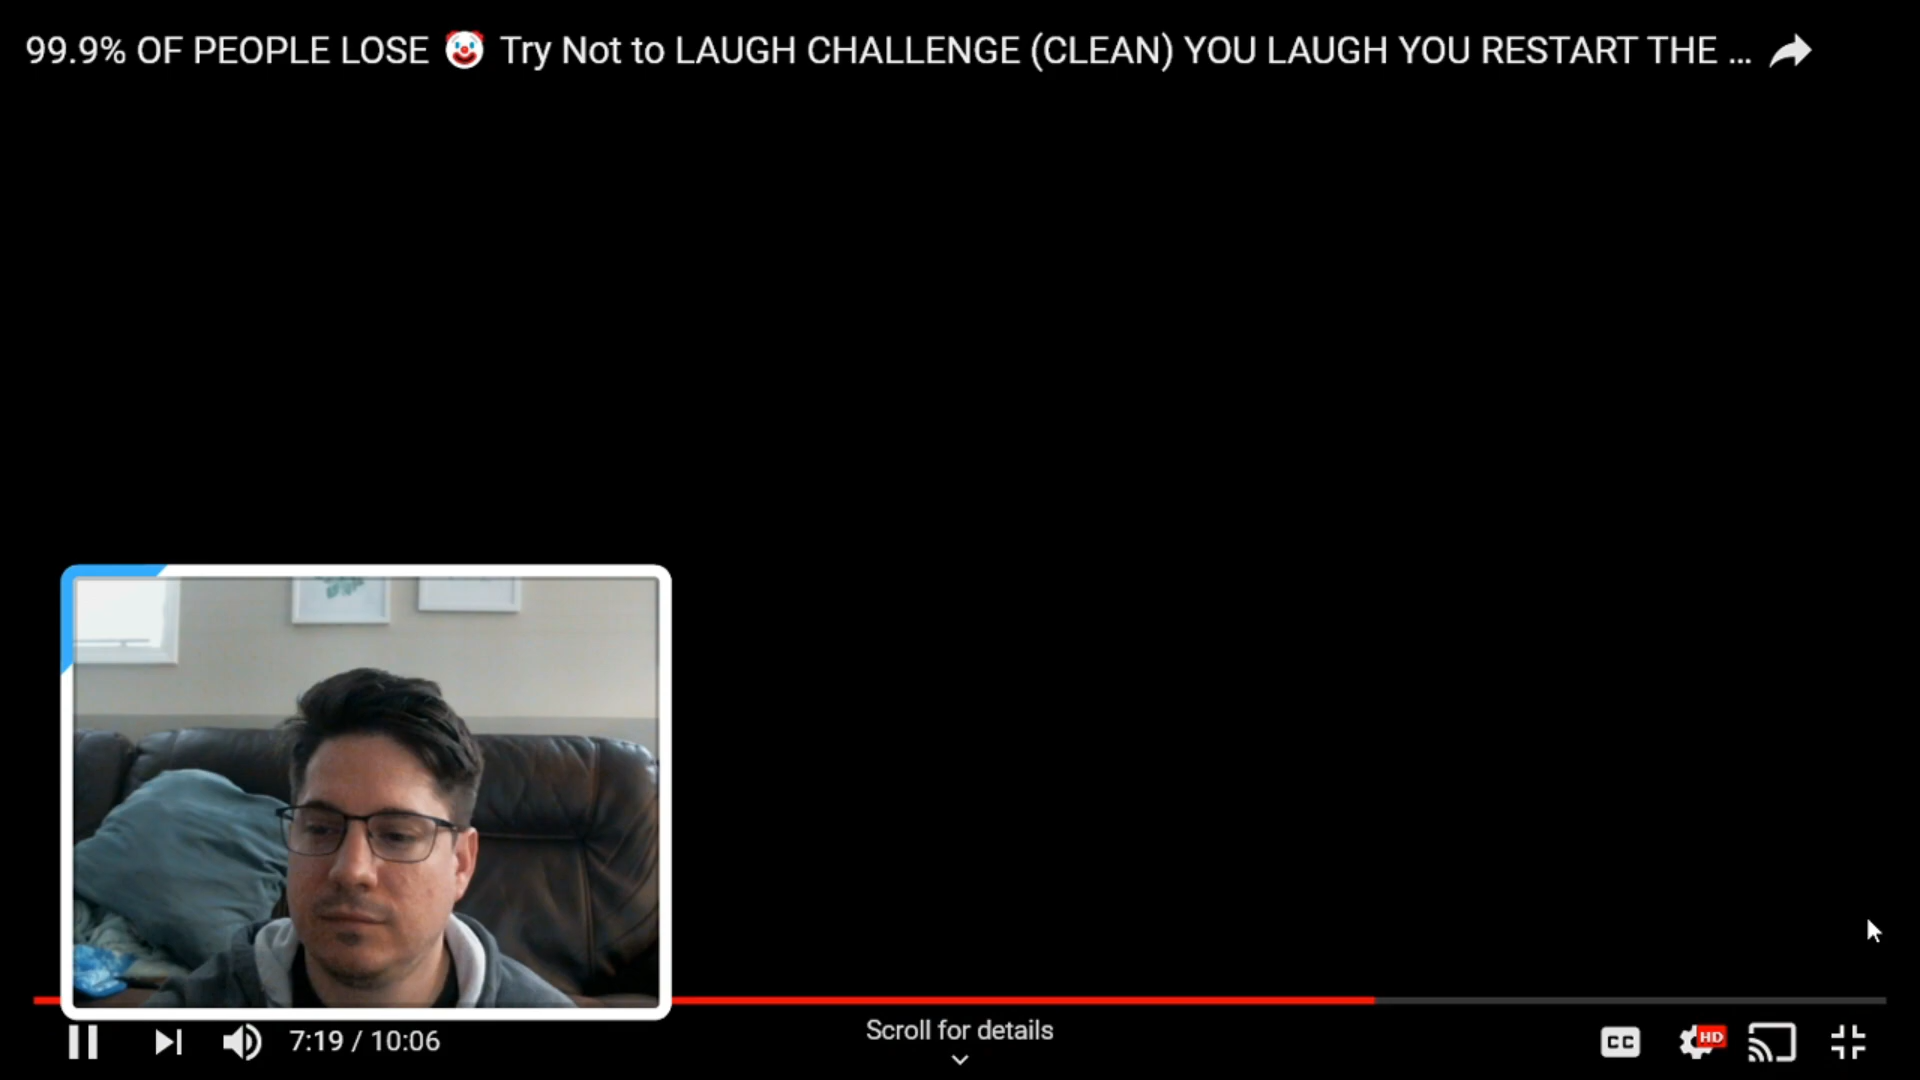 99.9% OF PEOPLE LOSE 🤡 Try Not to LAUGH CHALLENGE (CLEAN) YOU LAUGH YOU RESTART THE ...
7:19 / 10:06
Scroll for details
CC
HD